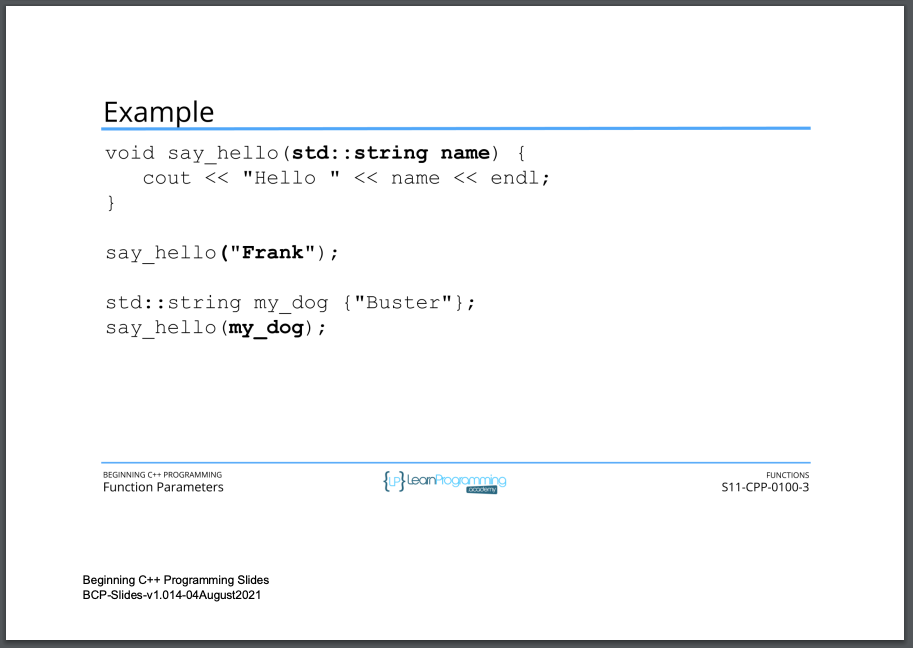 Example
void say_hello(std::string name) {
   cout << "Hello " << name << endl;
}
say_hello("Frank");
std::string my_dog {"Buster"};
say_hello(my_dog);
BEGINNING C++ PROGRAMMING
Function Parameters
{LP} LearnProgramming
academy
FUNCTIONS
S11-CPP-0100-3
Beginning C++ Programming Slides
BCP-Slides-v1.014-04August2021